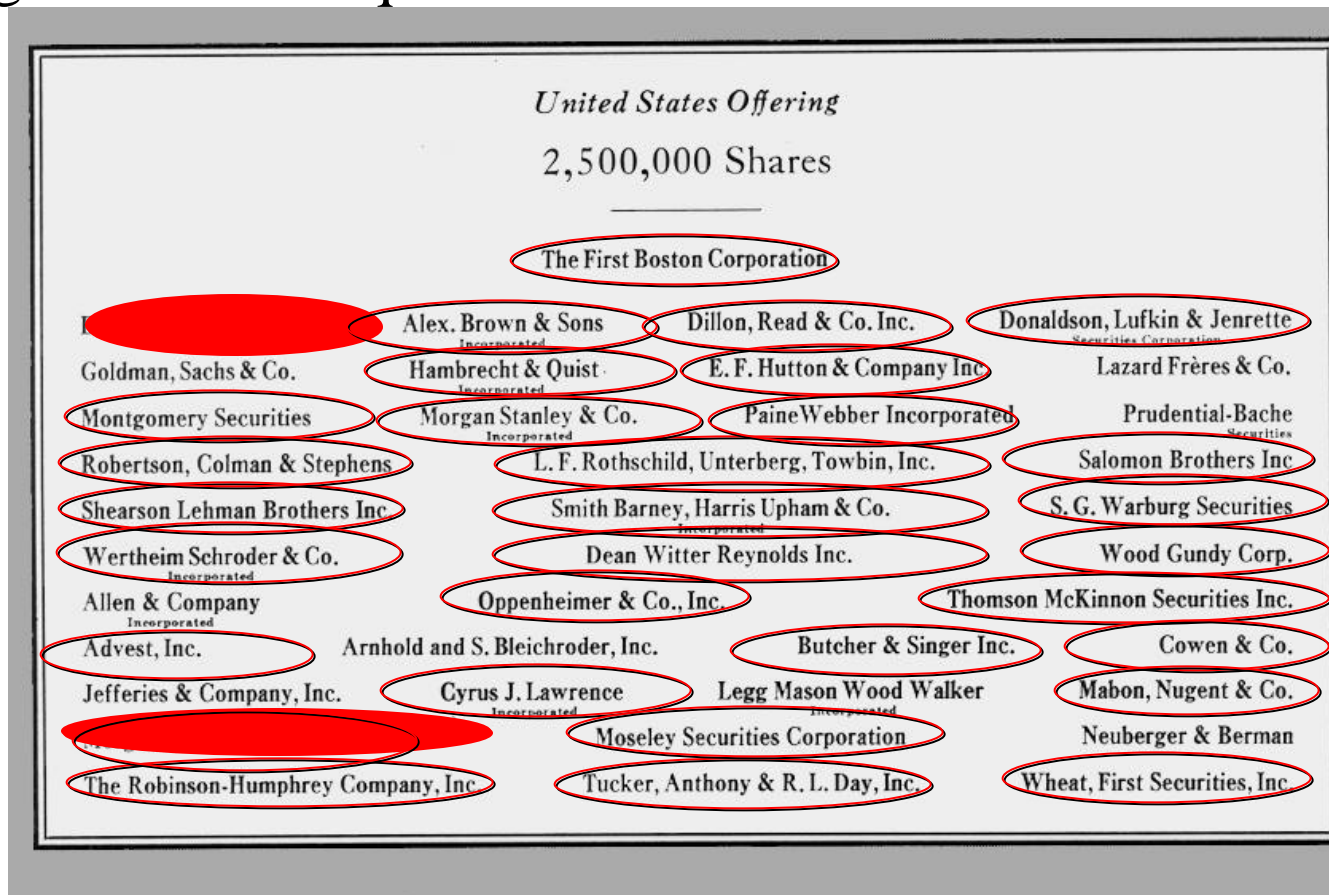 United States Offering
2,500,000 Shares
The First Boston Corporation
Alex. Brown & Sons Dillon, Read & Co. Inc. Donaldson, Lufkin & Jenrette
Incorporated Securities Corporation
Goldman, Sachs & Co. Hambrecht & Quist E. F. Hutton & Company Inc Lazard Frères & Co.
Incorporated
Montgomery Securities Morgan Stanley & Co. PaineWebber Incorporated Prudential-Bache
Incorporated Securities
Robertson, Colman & Stephens L. F. Rothschild, Unterberg, Towbin, Inc. Salomon Brothers Inc
Shearson Lehman Brothers Inc. Smith Barney, Harris Upham & Co. S. G. Warburg Securities
Incorporated
Wertheim Schroder & Co. Dean Witter Reynolds Inc. Wood Gundy Corp.
Incorporated
Allen & Company Oppenheimer & Co., Inc. Thomson McKinnon Securities Inc.
Incorporated
Advest, Inc. Arnhold and S. Bleichroder, Inc. Butcher & Singer Inc. Cowen & Co.
Jefferies & Company, Inc. Cyrus J. Lawrence Legg Mason Wood Walker Mabon, Nugent & Co.
Incorporated Incorporated
Moseley Securities Corporation Neuberger & Berman
The Robinson-Humphrey Company, Inc. Tucker, Anthony & R. L. Day, Inc. Wheat, First Securities, Inc.